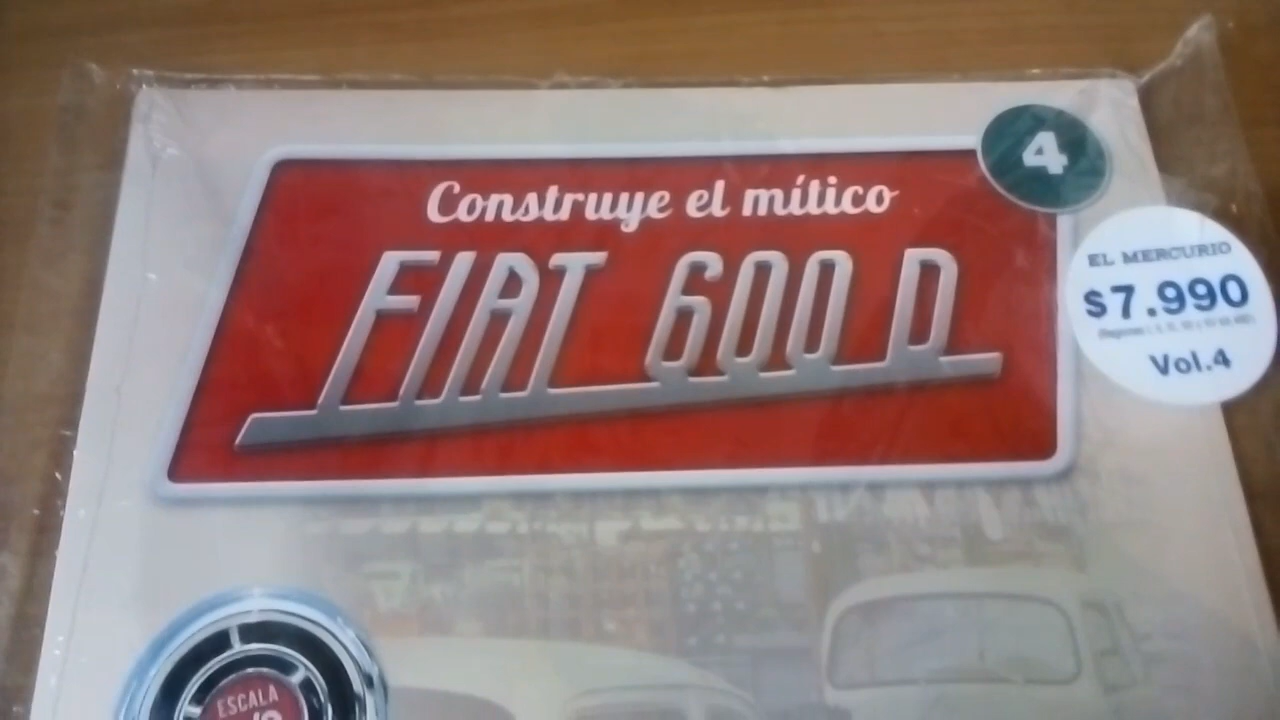 Construye el mítico
FIAT 600 D
4
EL MERCURIO
$7.990
Vol.4
ESCALA